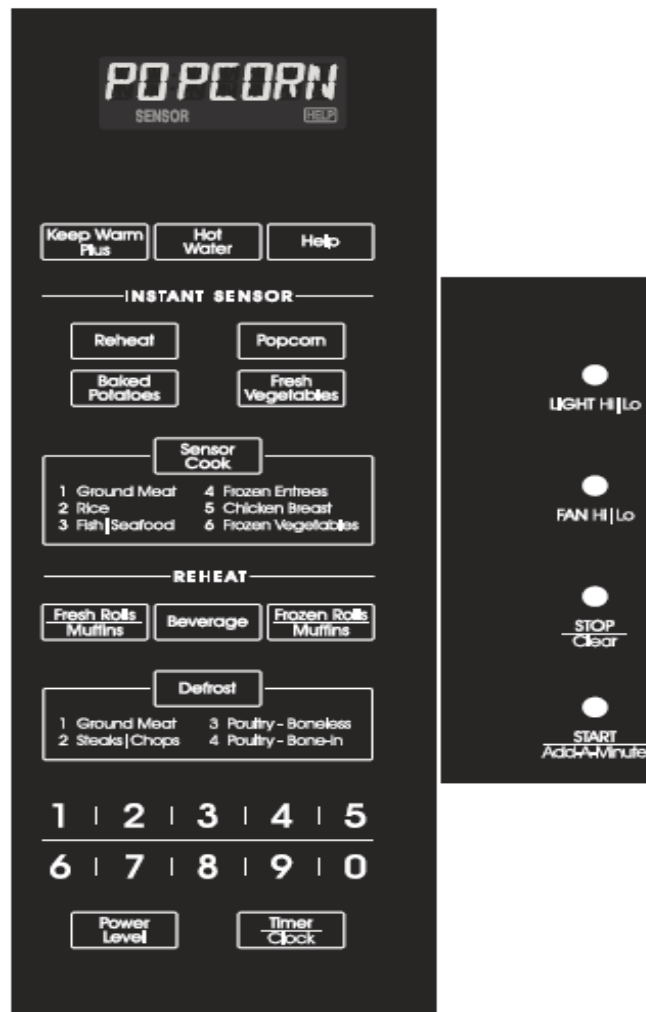 POPCORN
SENSOR HELP
Keep Warm Plus
Hot Water
Help
INSTANT SENSOR
Reheat
Popcorn
Baked Potatoes
Fresh Vegetables
Sensor Cook
1 Ground Meat
2 Rice
3 Fish|Seafood
4 Frozen Entrees
5 Chicken Breast
6 Frozen Vegetables
REHEAT
Fresh Rolls
Muffins
Beverage
Frozen Rolls
Muffins
Defrost
1 Ground Meat
2 Steaks|Chops
3 Poultry-Boneless
4 Poultry-Bone-in
1 | 2 | 3 | 4 | 5
6 | 7 | 8 | 9 | 0
Power Level
Timer
Clock
LIGHT Hi|Lo
FAN Hi|Lo
STOP
Clear
START
Add-A-Minute